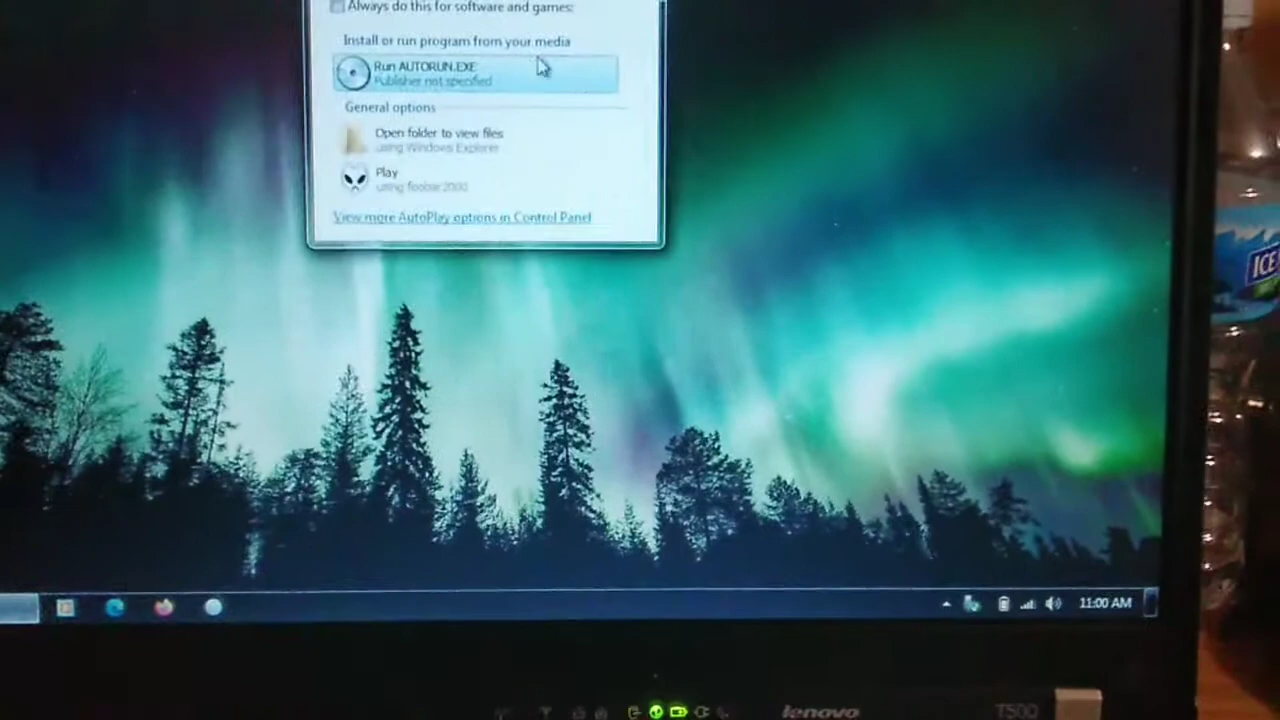 Always do this for software and games:
Install or run program from your media
Run AUTORUN.EXE
Publisher not specified
General options
Open folder to view files
using Windows Explorer
Play
using foobar2000
View more AutoPlay options in Control Panel
ICE
11:00 AM
lenovo
T500